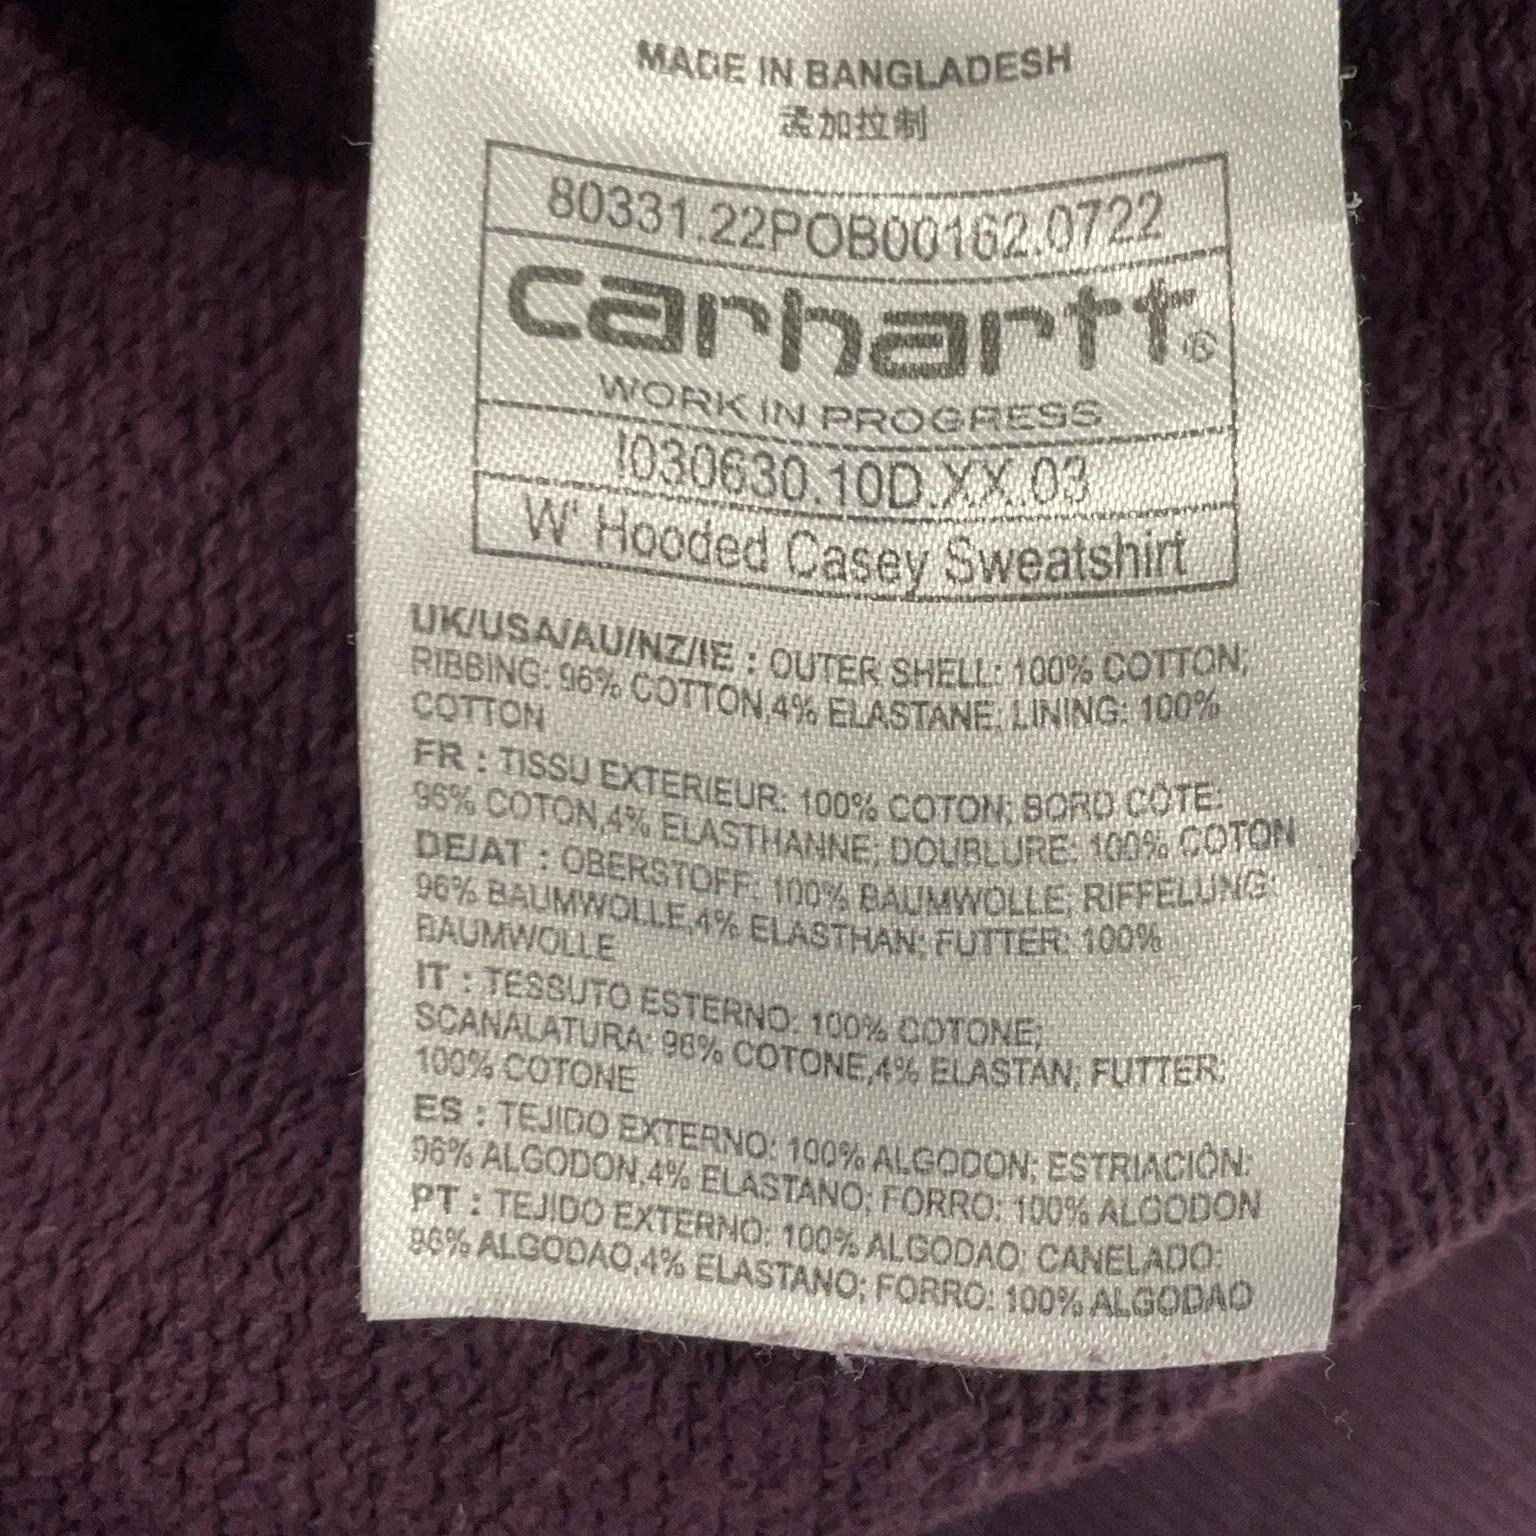 MADE IN BANGLADESH
孟加拉制
80331.22POB00162.0722
carhartt®
WORK IN PROGRESS
I030630.10D.XX.03
W' Hooded Casey Sweatshirt
UK/USA/AU/NZ/IE : OUTER SHELL: 100% COTTON;
RIBBING: 96% COTTON,4% ELASTANE; LINING: 100%
COTTON
FR : TISSU EXTERIEUR: 100% COTON; BORD CÔTE:
96% COTON,4% ELASTHANNE; DOUBLURE: 100% COTON
DE/AT : OBERSTOFF: 100% BAUMWOLLE; RIFFELUNG:
96% BAUMWOLLE,4% ELASTHAN; FUTTER: 100%
BAUMWOLLE
IT : TESSUTO ESTERNO: 100% COTONE;
SCANALATURA: 96% COTONE,4% ELASTAN; FUTTER:
100% COTONE
ES : TEJIDO EXTERNO: 100% ALGODON; ESTRIACIÓN:
96% ALGODON,4% ELASTANO; FORRO: 100% ALGODON
PT : TEJIDO EXTERNO: 100% ALGODAO; CANELADO:
96% ALGODAO,4% ELASTANO; FORRO: 100% ALGODAO